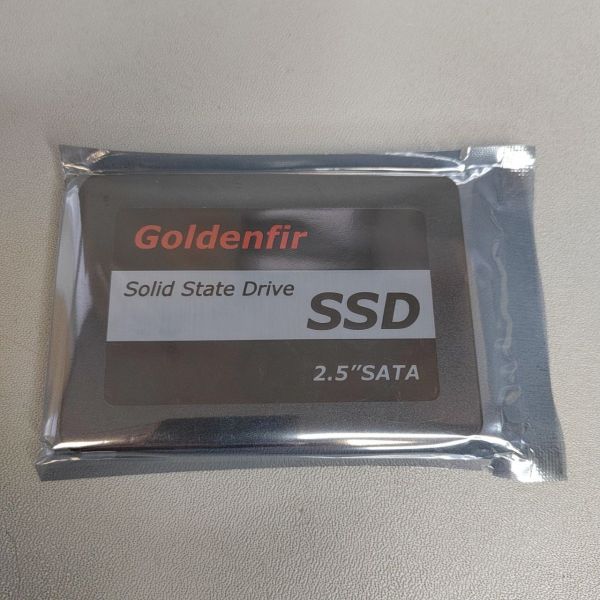 Goldenfir
Solid State Drive
SSD
2.5"SATA